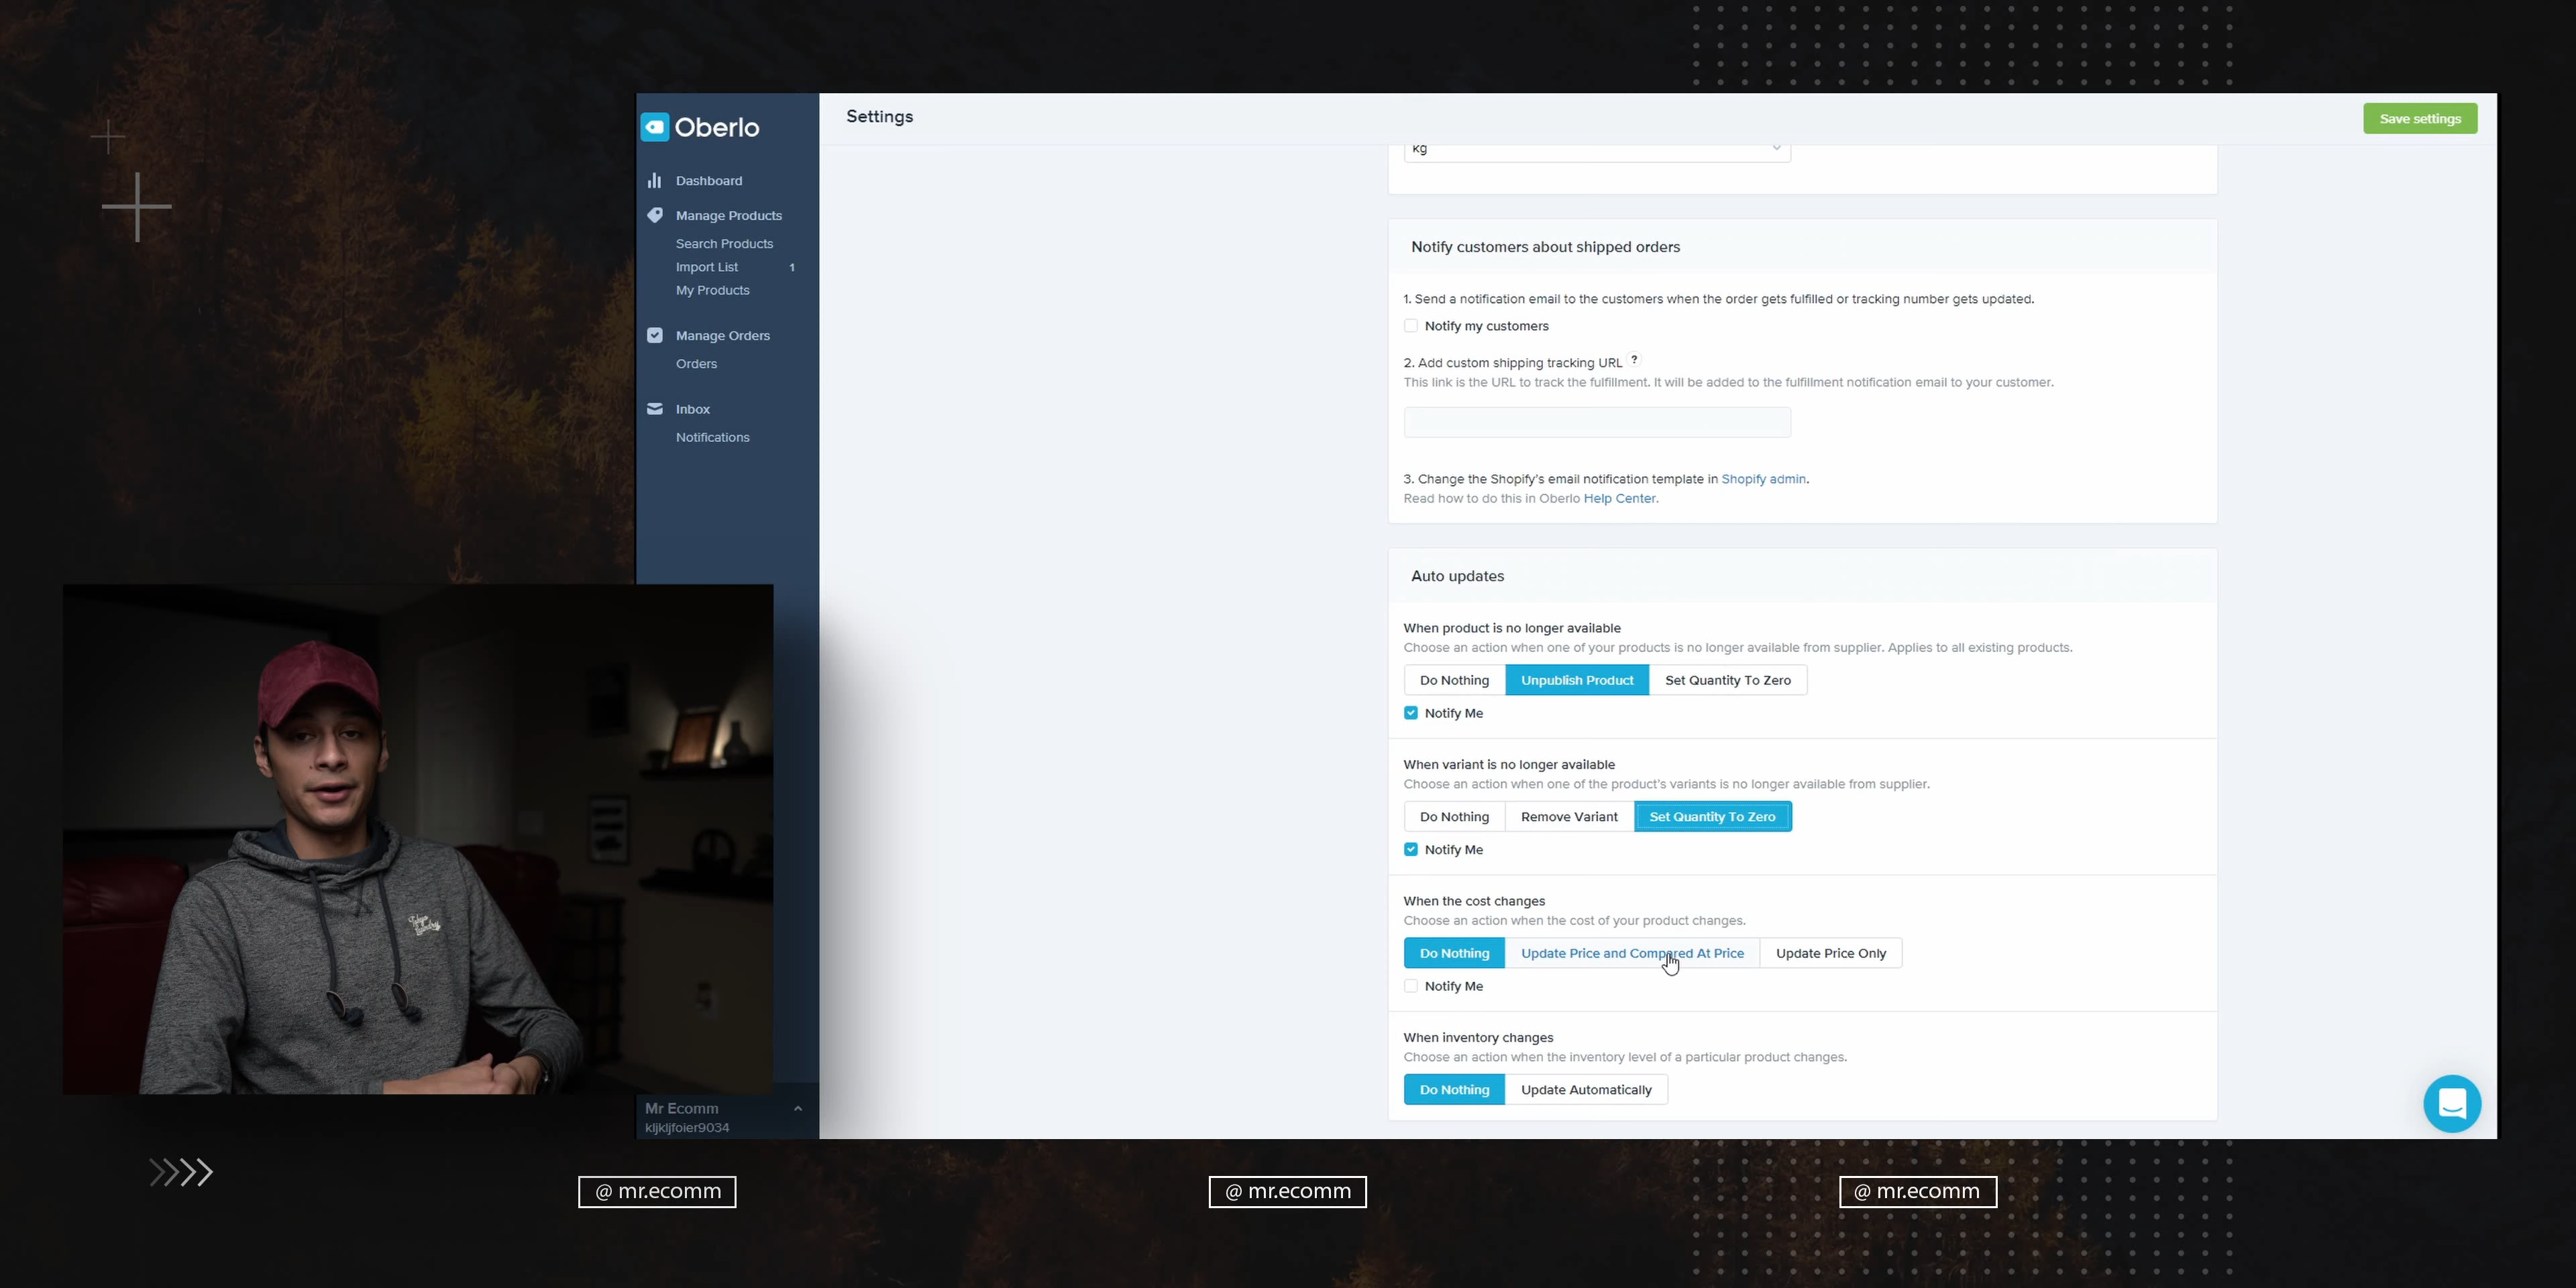 Oberlo
Dashboard
Manage Products
Search Products
Import List 1
My Products
Manage Orders
Orders
Inbox
Notifications
Mr Ecomm
kljkljfoier9034
Settings
Save settings
kg
Notify customers about shipped orders
1. Send a notification email to the customers when the order gets fulfilled or tracking number gets updated.
Notify my customers
2. Add custom shipping tracking URL ?
This link is the URL to track the fulfillment. It will be added to the fulfillment notification email to your customer.
3. Change the Shopify's email notification template in Shopify admin.
Read how to do this in Oberlo Help Center.
Auto updates
When product is no longer available
Choose an action when one of your products is no longer available from supplier. Applies to all existing products.
Do Nothing Unpublish Product Set Quantity To Zero
Notify Me
When variant is no longer available
Choose an action when one of the product's variants is no longer available from supplier.
Do Nothing Remove Variant Set Quantity To Zero
Notify Me
When the cost changes
Choose an action when the cost of your product changes.
Do Nothing Update Price and Compared At Price Update Price Only
Notify Me
When inventory changes
Choose an action when the inventory level of a particular product changes.
Do Nothing Update Automatically
@ mr.ecomm @ mr.ecomm @ mr.ecomm